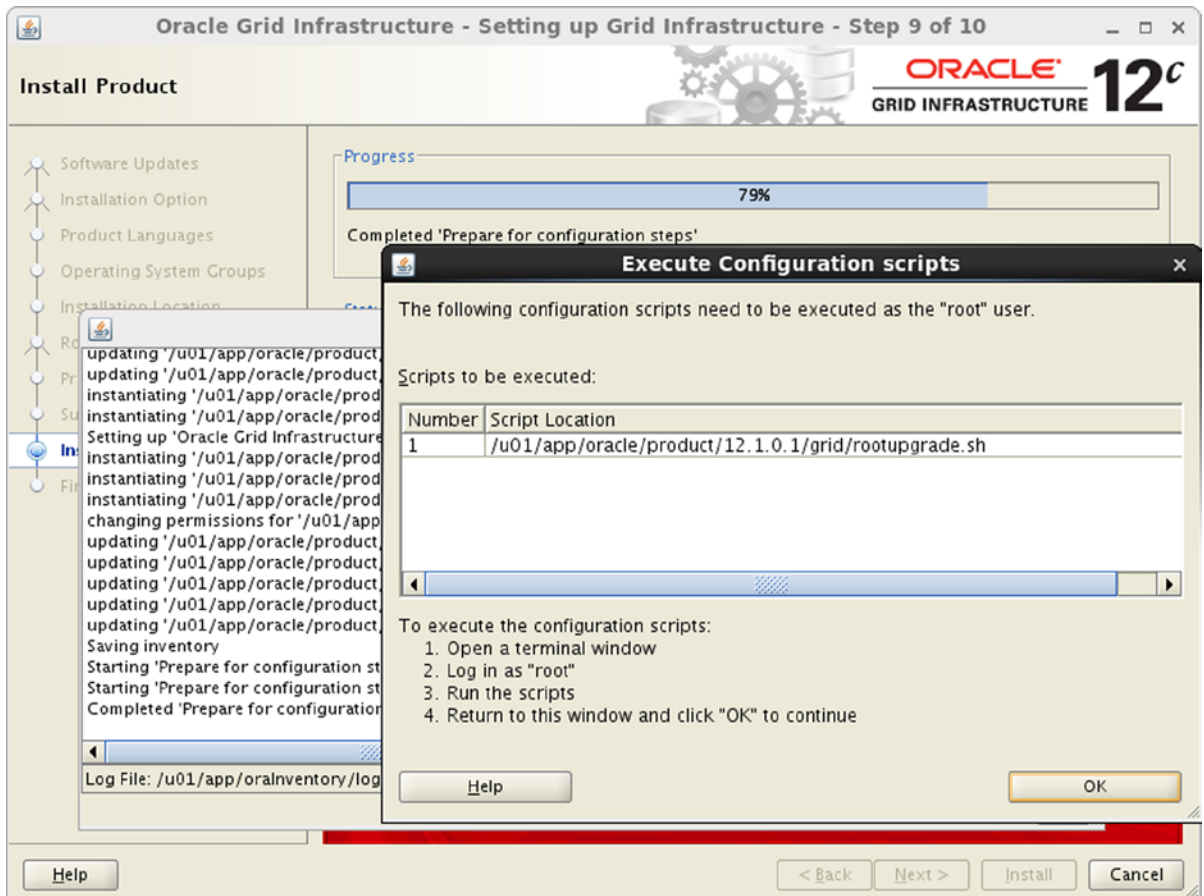 Oracle Grid Infrastructure - Setting up Grid Infrastructure - Step 9 of 10
Install Product
ORACLE
GRID INFRASTRUCTURE
12c
Software Updates
Installation Option
Product Languages
Operating System Groups
Installation Location
Ro
Pr
Su
Ins
Fin
Progress
79%
Completed 'Prepare for configuration steps'
updating '/u01/app/oracle/product,
updating '/u01/app/oracle/product,
instantiating '/u01/app/oracle/prod
instantiating '/u01/app/oracle/prod
Setting up 'Oracle Grid Infrastructure
instantiating '/u01/app/oracle/prod
instantiating '/u01/app/oracle/prod
instantiating '/u01/app/oracle/prod
changing permissions for '/u01/app
updating '/u01/app/oracle/product,
updating '/u01/app/oracle/product,
updating '/u01/app/oracle/product,
updating '/u01/app/oracle/product,
updating '/u01/app/oracle/product,
Saving inventory
Starting 'Prepare for configuration st
Starting 'Prepare for configuration st
Completed 'Prepare for configuration
Log File: /u01/app/oraInventory/log
Execute Configuration scripts
The following configuration scripts need to be executed as the "root" user.
Scripts to be executed:
Number Script Location
1 /u01/app/oracle/product/12.1.0.1/grid/rootupgrade.sh
To execute the configuration scripts:
1. Open a terminal window
2. Log in as "root"
3. Run the scripts
4. Return to this window and click "OK" to continue
Help
OK
Help
< Back
Next >
Install
Cancel